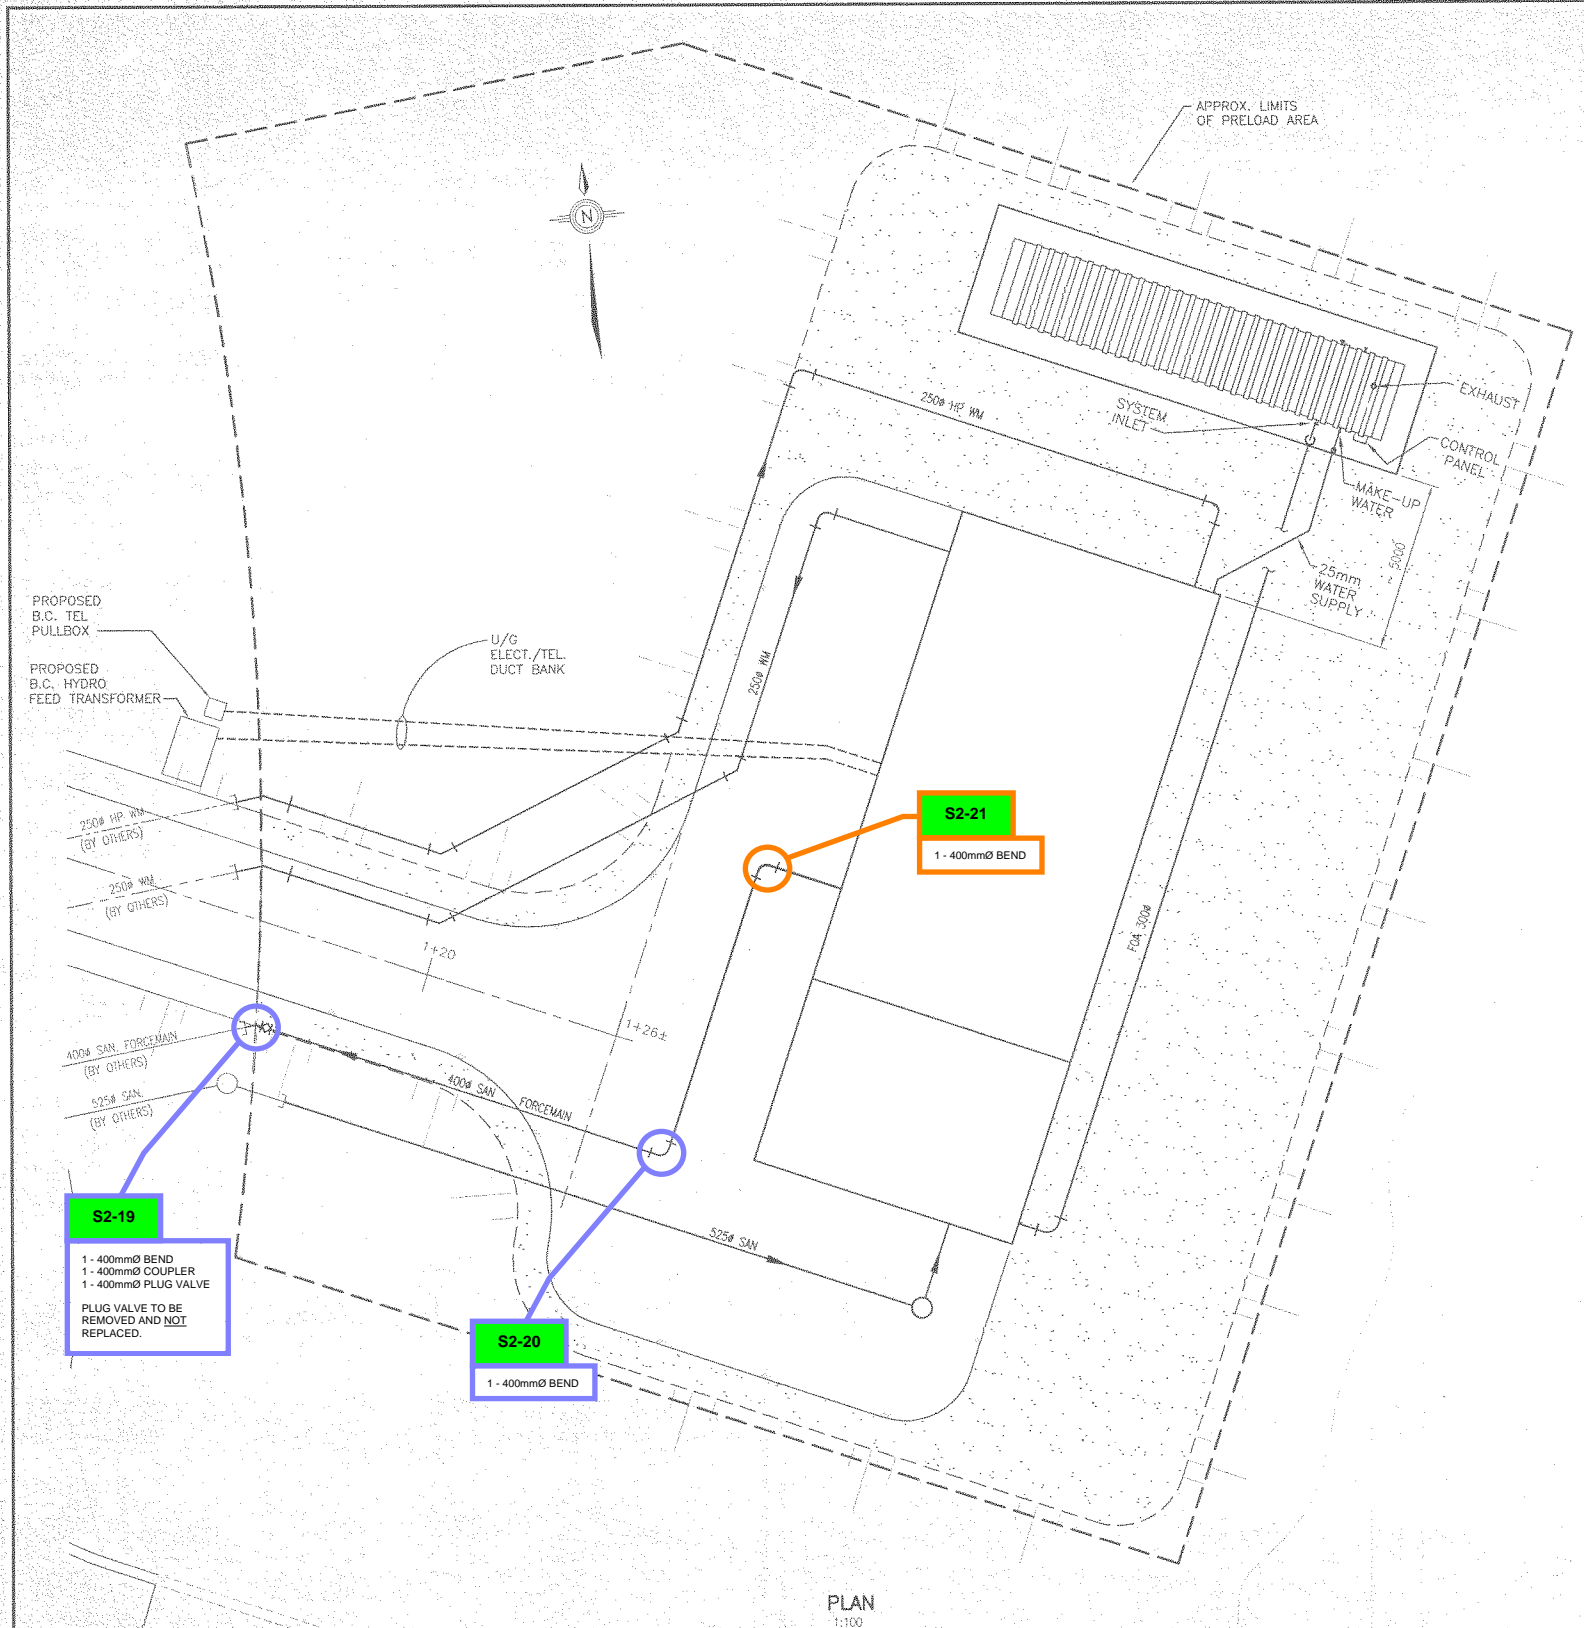 APPROX. LIMITS
OF PRELOAD AREA
N
EXHAUST
SYSTEM
INLET
250ø HP WM
CONTROL
PANEL
MAKE-UP
WATER
5000
25mm
WATER
SUPPLY
PROPOSED
B.C. TEL
PULLBOX
PROPOSED
B.C. HYDRO
FEED TRANSFORMER
U/G
ELECT./TEL.
DUCT BANK
250ø WM
250ø HP WM
(BY OTHERS)
250ø WM
(BY OTHERS)
S2-21
1 - 400mmØ BEND
FOA 300ø
1+20
1+26±
400ø SAN. FORCEMAIN
(BY OTHERS)
525ø SAN.
(BY OTHERS)
400ø SAN FORCEMAIN
525ø SAN
S2-19
1 - 400mmØ BEND
1 - 400mmØ COUPLER
1 - 400mmØ PLUG VALVE
PLUG VALVE TO BE
REMOVED AND NOT
REPLACED.
S2-20
1 - 400mmØ BEND
PLAN
1:100